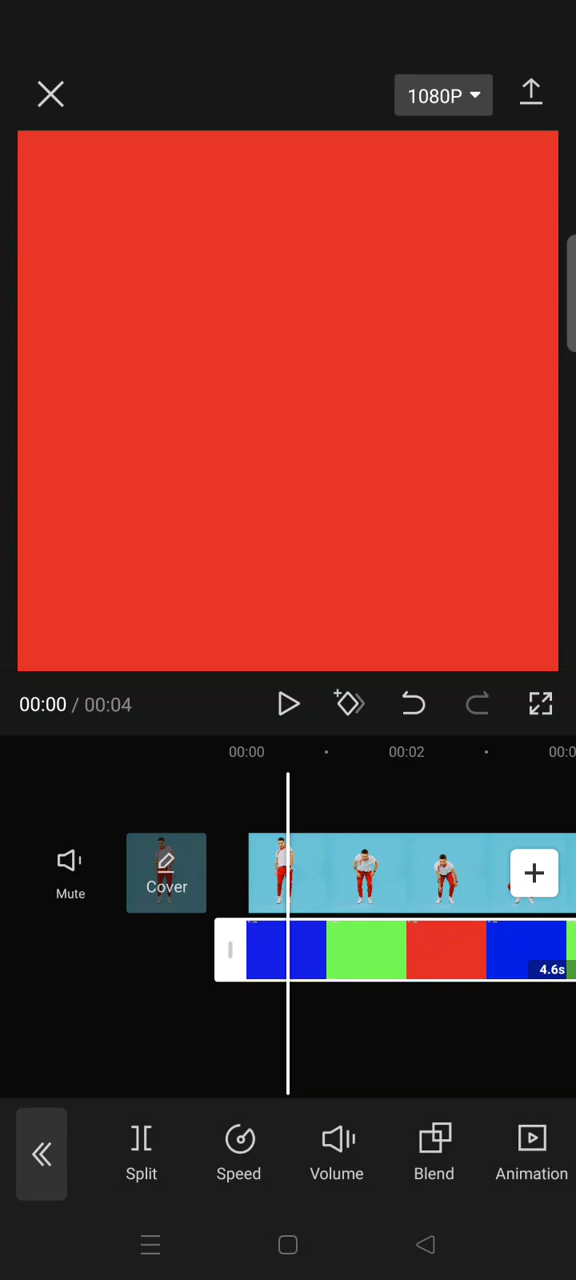 1080P
00:00 / 00:04
00:00 00:02 00:0
Mute
Cover
4.6s
Split Speed Volume Blend Animation